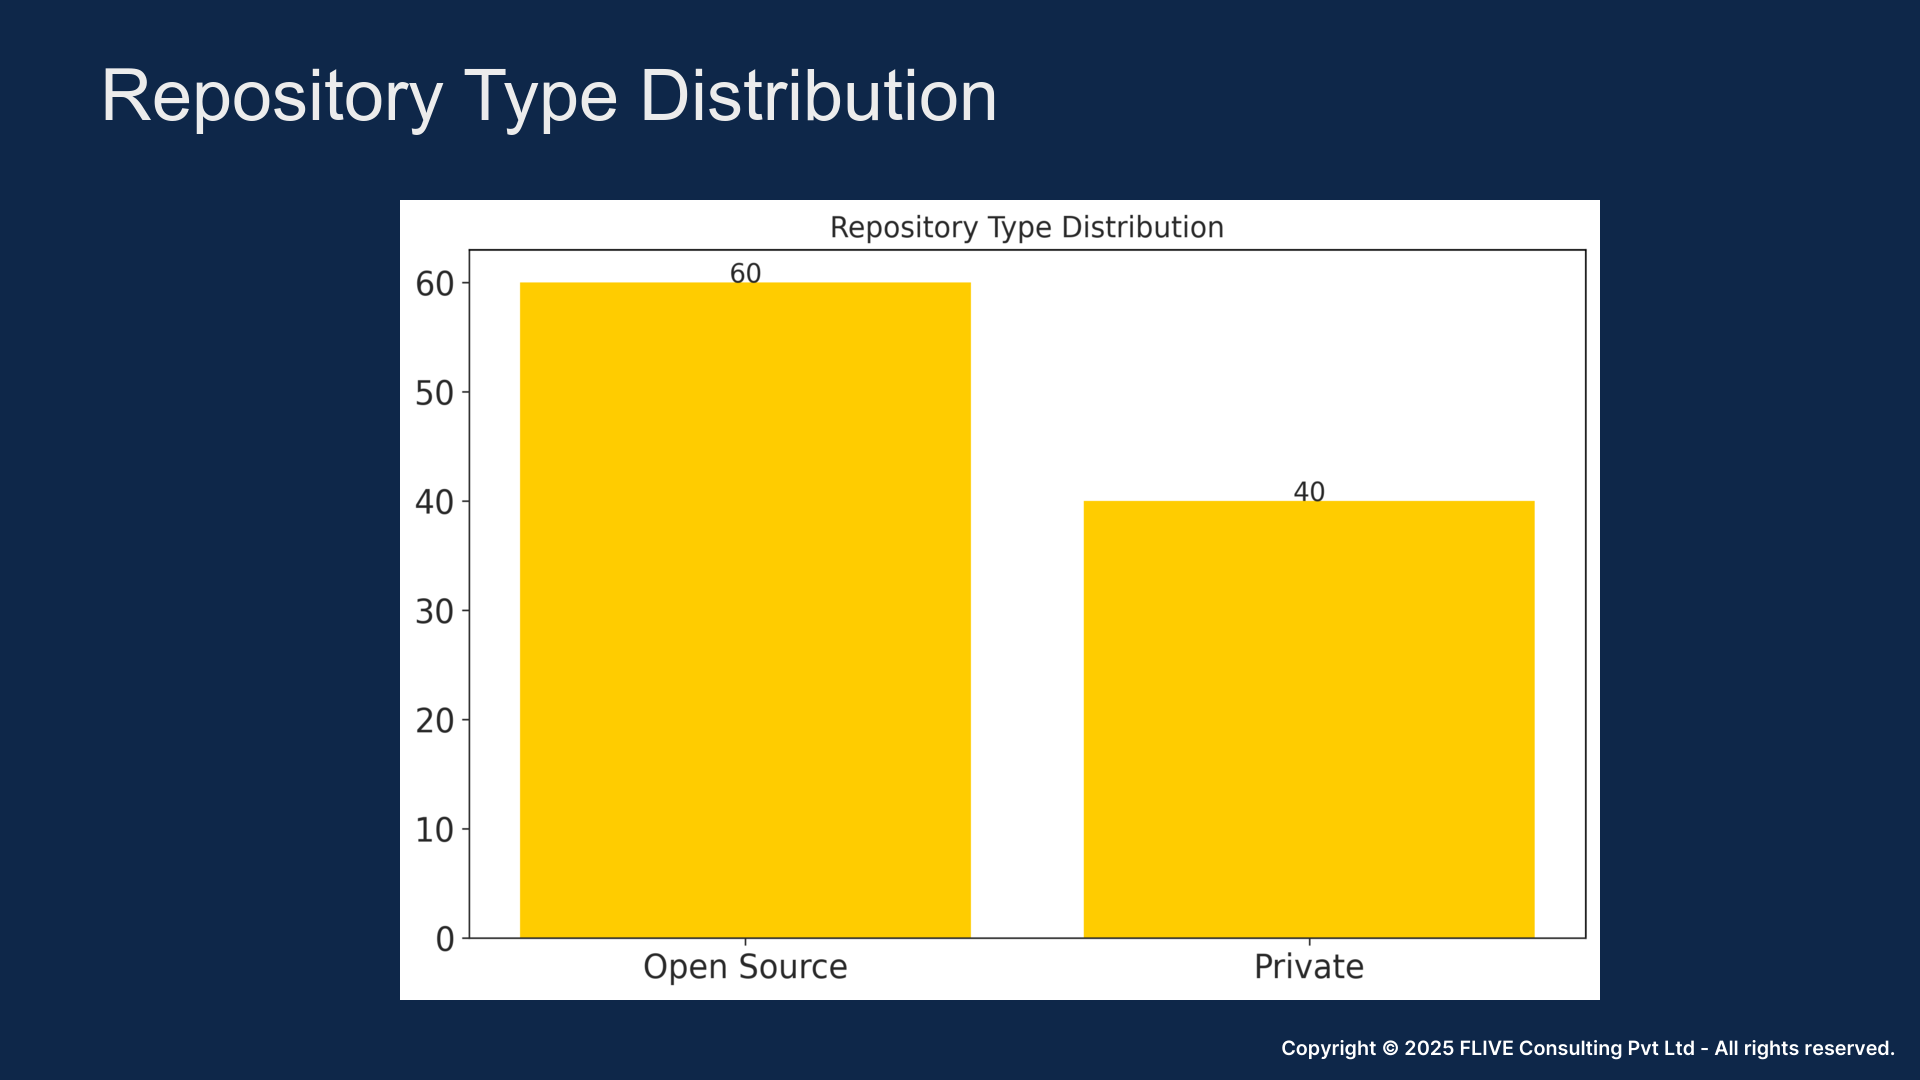 Repository Type Distribution
Repository Type Distribution
60
50
40
30
20
10
0
60
40
Open Source
Private
Copyright © 2025 FLIVE Consulting Pvt Ltd - All rights reserved.